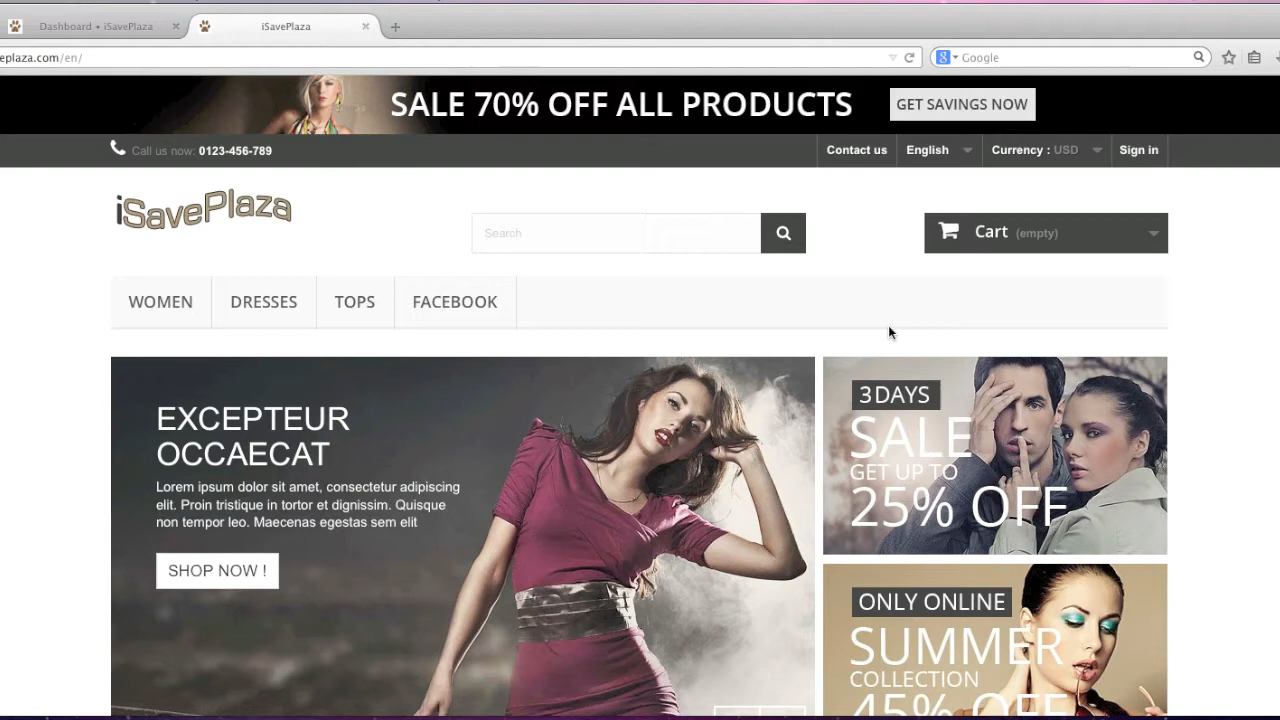 Dashboard • iSavePlaza
iSavePlaza
eplaza.com/en/
Google
SALE 70% OFF ALL PRODUCTS
GET SAVINGS NOW
Call us now: 0123-456-789
Contact us
English
Currency : USD
Sign in
iSavePlaza
Search
Cart (empty)
WOMEN
DRESSES
TOPS
FACEBOOK
EXCEPTEUR
OCCAECAT
Lorem ipsum dolor sit amet, consectetur adipiscing
elit. Proin tristique in tortor et dignissim. Quisque
non tempor leo. Maecenas egestas sem elit
SHOP NOW !
3 DAYS
SALE
GET UP TO
25% OFF
ONLY ONLINE
SUMMER
COLLECTION
45% OFF